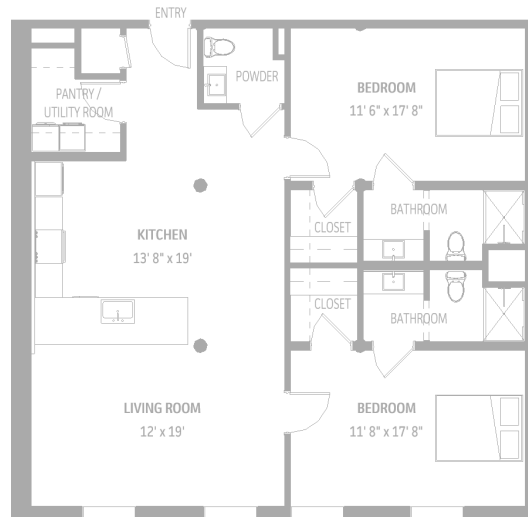 ENTRY
POWDER
PANTRY /
UTILITY ROOM
BEDROOM
11' 6" x 17' 8"
BATHROOM
CLOSET
KITCHEN
13' 8" x 19'
CLOSET
BATHROOM
LIVING ROOM
12' x 19'
BEDROOM
11' 8" x 17' 8"